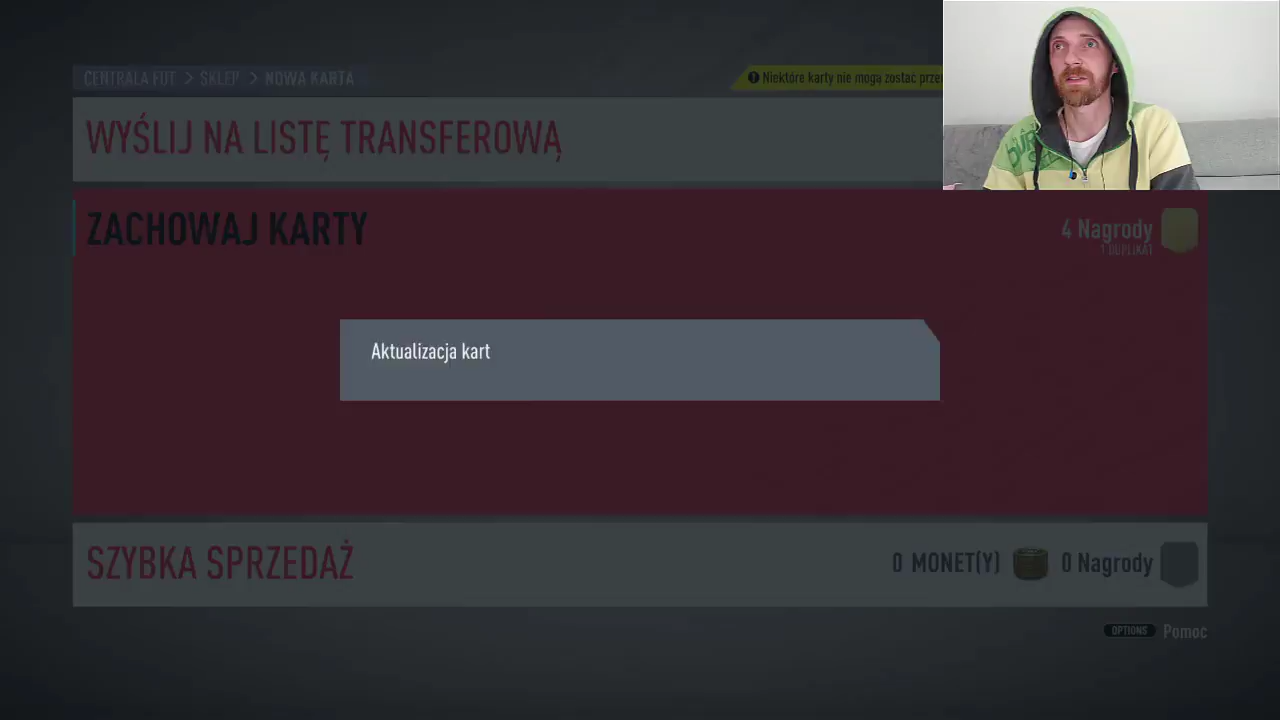 CENTRALA FUT > SKLEP > NOWA KARTA
Niektóre karty nie mogą zostać prze
WYŚLIJ NA LISTĘ TRANSFEROWĄ
ZACHOWAJ KARTY
4 Nagrody
1 DUPLIKAT
Aktualizacja kart
SZYBKA SPRZEDAŻ
0 MONET(Y)
0 Nagrody
OPTIONS Pomoc